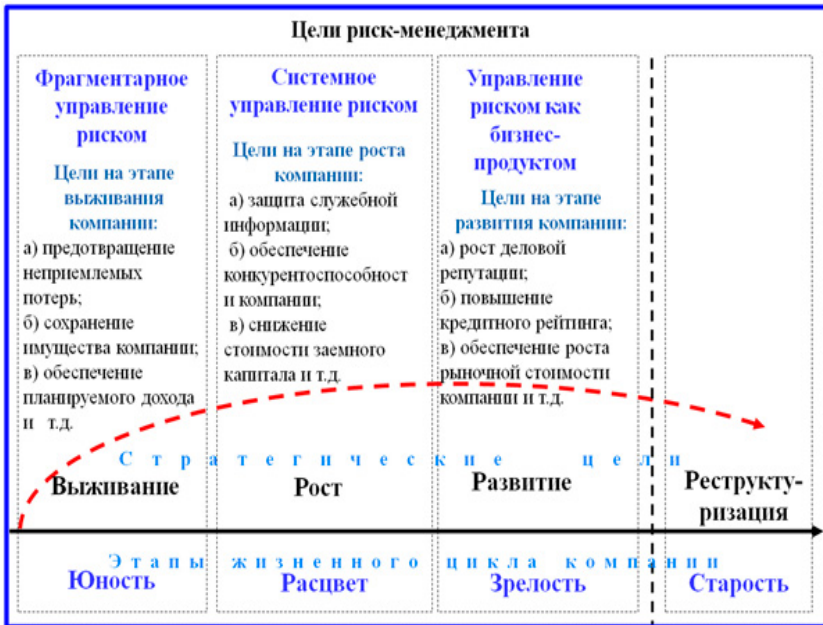 Цели риск-менеджмента
Фрагментарное
управление
риском
Цели на этапе
выживания
компании:
а) предотвращение
неприемлемых
потерь;
б) сохранение
имущества компании;
в) обеспечение
планируемого дохода
и т.д.
Системное
управление риском
Цели на этапе роста
компании:
а) защита служебной
информации;
б) обеспечение
конкурентоспособност
и компании;
в) снижение
стоимости заемного
капитала и т.д.
Управление
риском как
бизнес-
продуктом
Цели на этапе
развития компании:
а) рост деловой
репутации;
б) повышение
кредитного рейтинга;
в) обеспечение роста
рыночной стоимости
компании и т.д.
Стратегические цели
Выживание
Рост
Развитие
Реструкту-
ризация
Этапы жизненного цикла компании
Юность
Расцвет
Зрелость
Старость